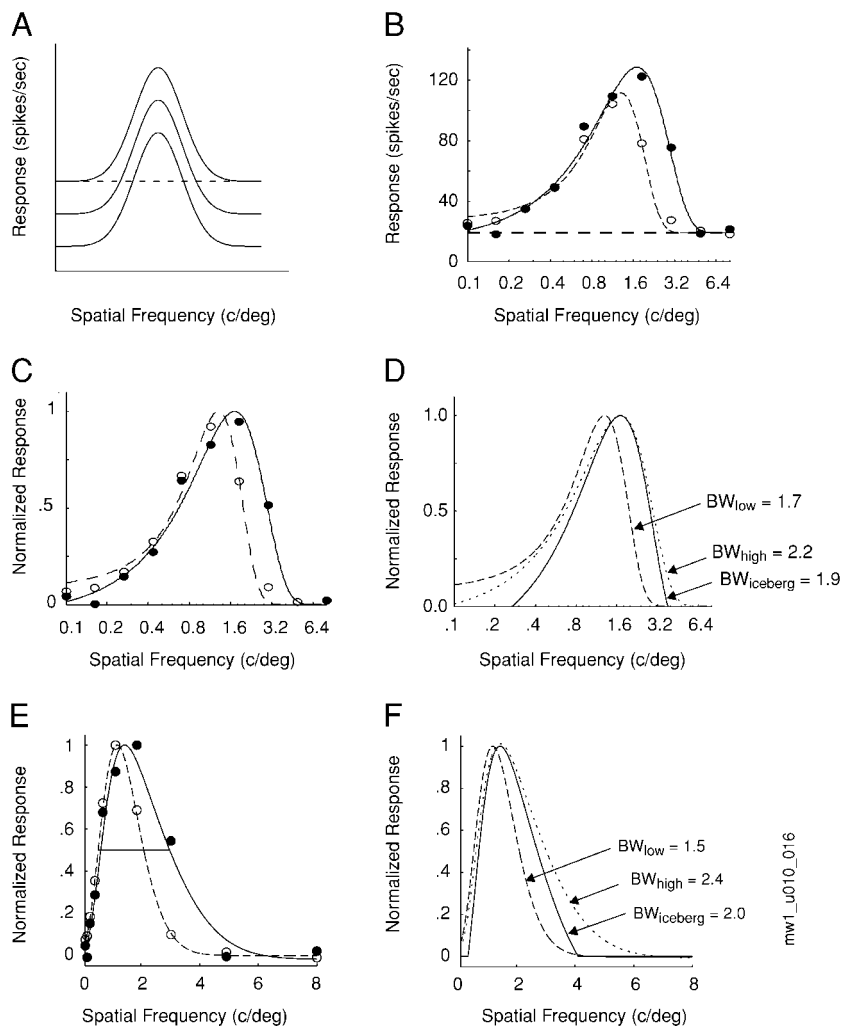 A
Response (spikes/sec)
Spatial Frequency (c/deg)
B
Response (spikes/sec)
120
80
40
0
0.1 0.2 0.4 0.8 1.6 3.2 6.4
Spatial Frequency (c/deg)
C
Normalized Response
1
.5
0
0.1 0.2 0.4 0.8 1.6 3.2 6.4
Spatial Frequency (c/deg)
D
Normalized Response
1.0
0.5
0.0
.1 .2 .4 .8 1.6 3.2 6.4
Spatial Frequency (c/deg)
BWlow = 1.7
BWhigh = 2.2
BWiceberg = 1.9
E
Normalized Response
1
.8
.6
.4
.2
0
0 2 4 6 8
Spatial Frequency (c/deg)
F
Normalized Response
1
.8
.6
.4
.2
0
0 2 4 6 8
Spatial Frequency (c/deg)
BWlow = 1.5
BWhigh = 2.4
BWiceberg = 2.0
mw1_u010_016